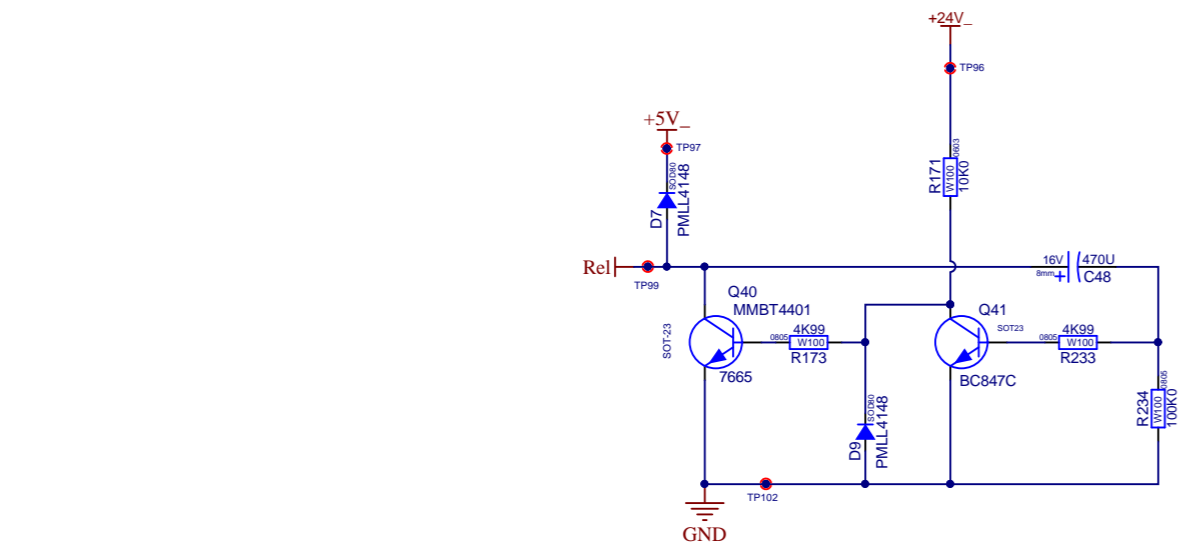 +24V_
TP96
+5V_
TP97
SOD80
D7
PMLL4148
0603
R171
W100
10K0
Rel
TP99
16V
470U
8mm
+
C48
Q40
MMBT4401
SOT-23
7665
4K99
0805
W100
R173
Q41
SOT23
BC847C
4K99
0805
W100
R233
0805
R234
W100
100K0
SOD80
D9
PMLL4148
TP102
GND